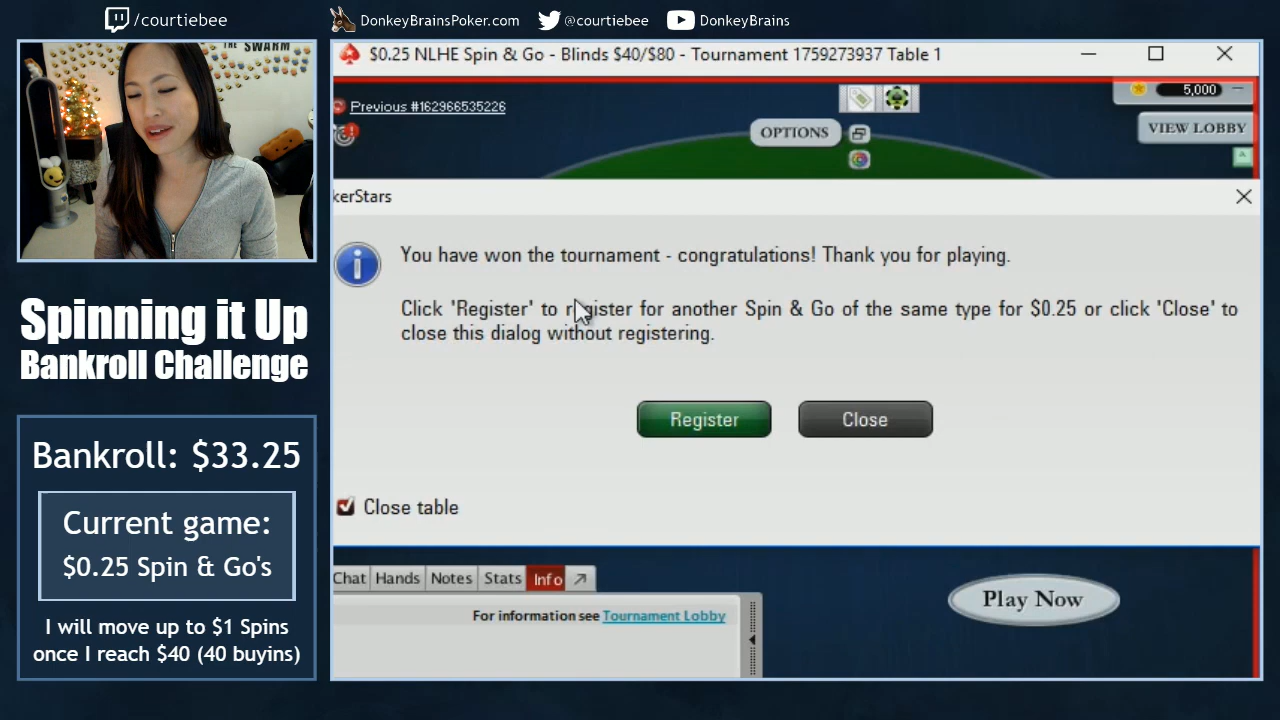 /courtiebee
DonkeyBrainsPoker.com
@courtiebee
DonkeyBrains
THE SWARM
$0.25 NLHE Spin & Go - Blinds $40/$80 - Tournament 1759273937 Table 1
Previous #162966535226
OPTIONS
5,000
VIEW LOBBY
kerStars
You have won the tournament - congratulations! Thank you for playing.
Click 'Register' to register for another Spin & Go of the same type for $0.25 or click 'Close' to
close this dialog without registering.
Register
Close
Close table
Chat
Hands
Notes
Stats
Info
For information see Tournament Lobby
Play Now
Spinning it Up
Bankroll Challenge
Bankroll: $33.25
Current game:
$0.25 Spin & Go's
I will move up to $1 Spins
once I reach $40 (40 buyins)